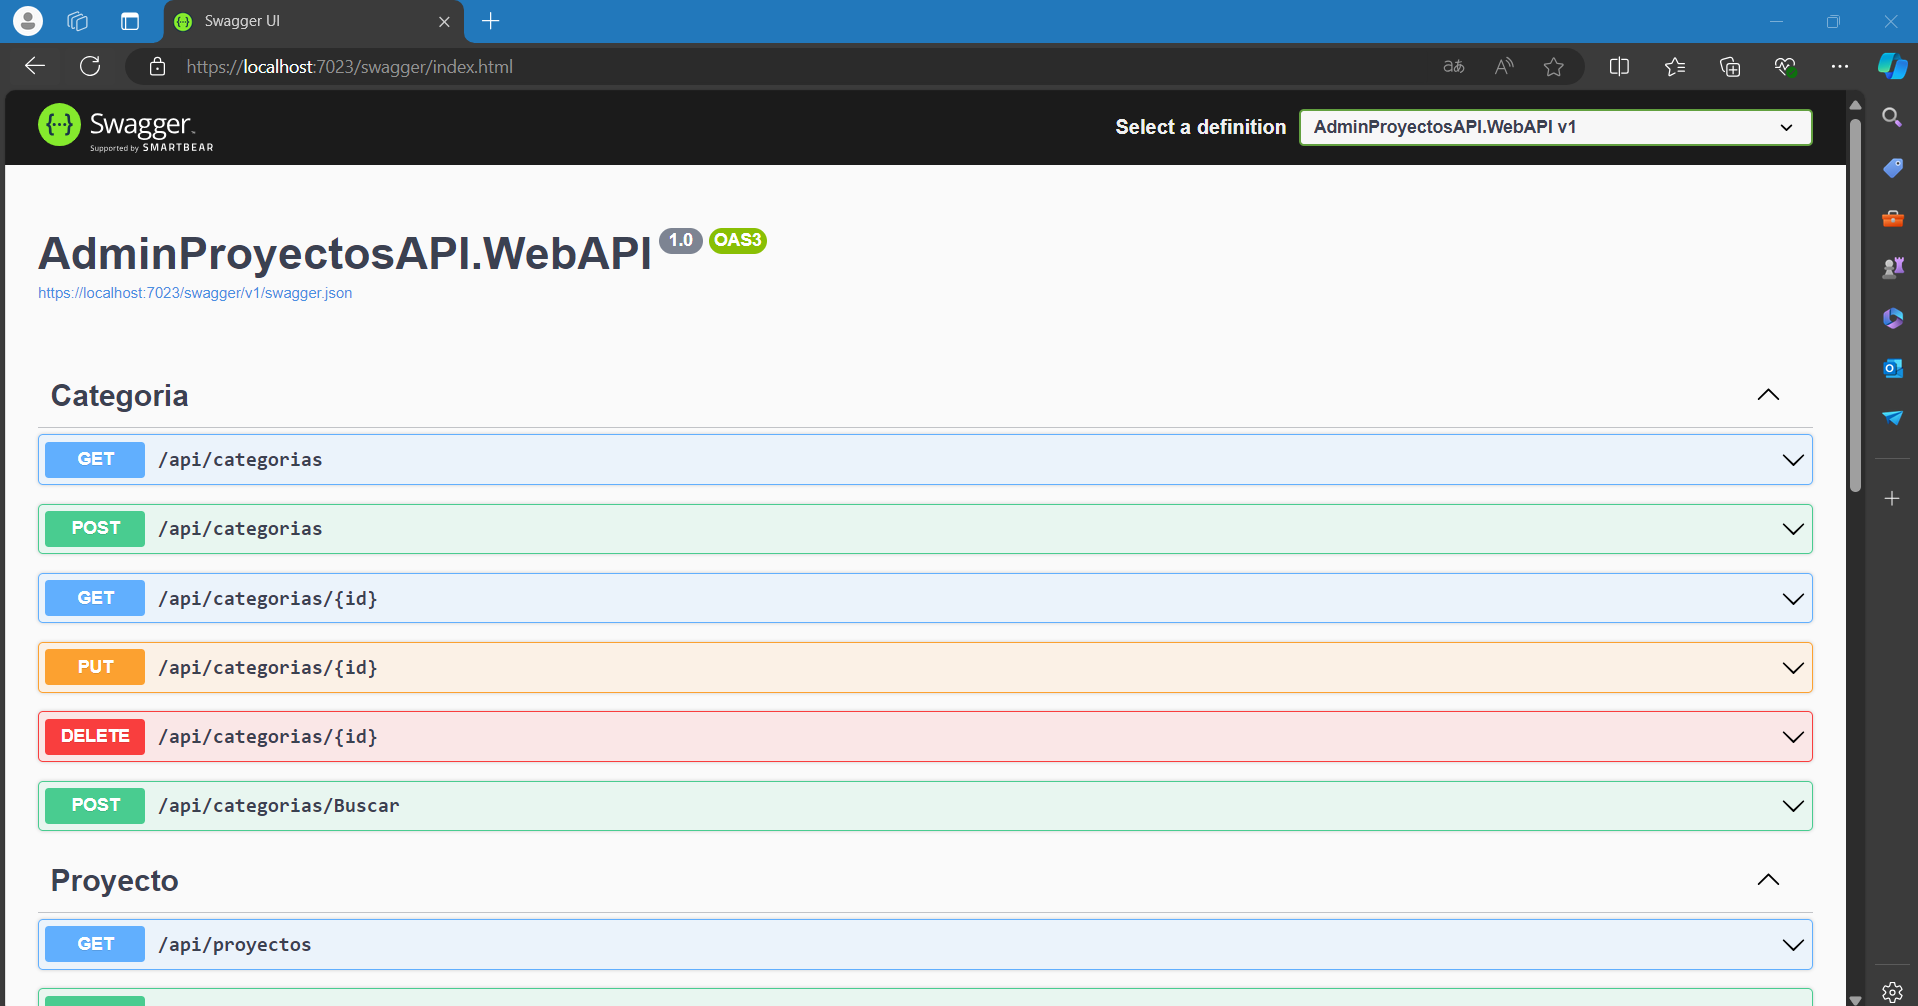 Swagger UI
https://localhost:7023/swagger/index.html
Swagger
Supported by SMARTBEAR
Select a definition
AdminProyectosAPI.WebAPI v1
AdminProyectosAPI.WebAPI 1.0 OAS3
https://localhost:7023/swagger/v1/swagger.json
Categoria
GET /api/categorias
POST /api/categorias
GET /api/categorias/{id}
PUT /api/categorias/{id}
DELETE /api/categorias/{id}
POST /api/categorias/Buscar
Proyecto
GET /api/proyectos